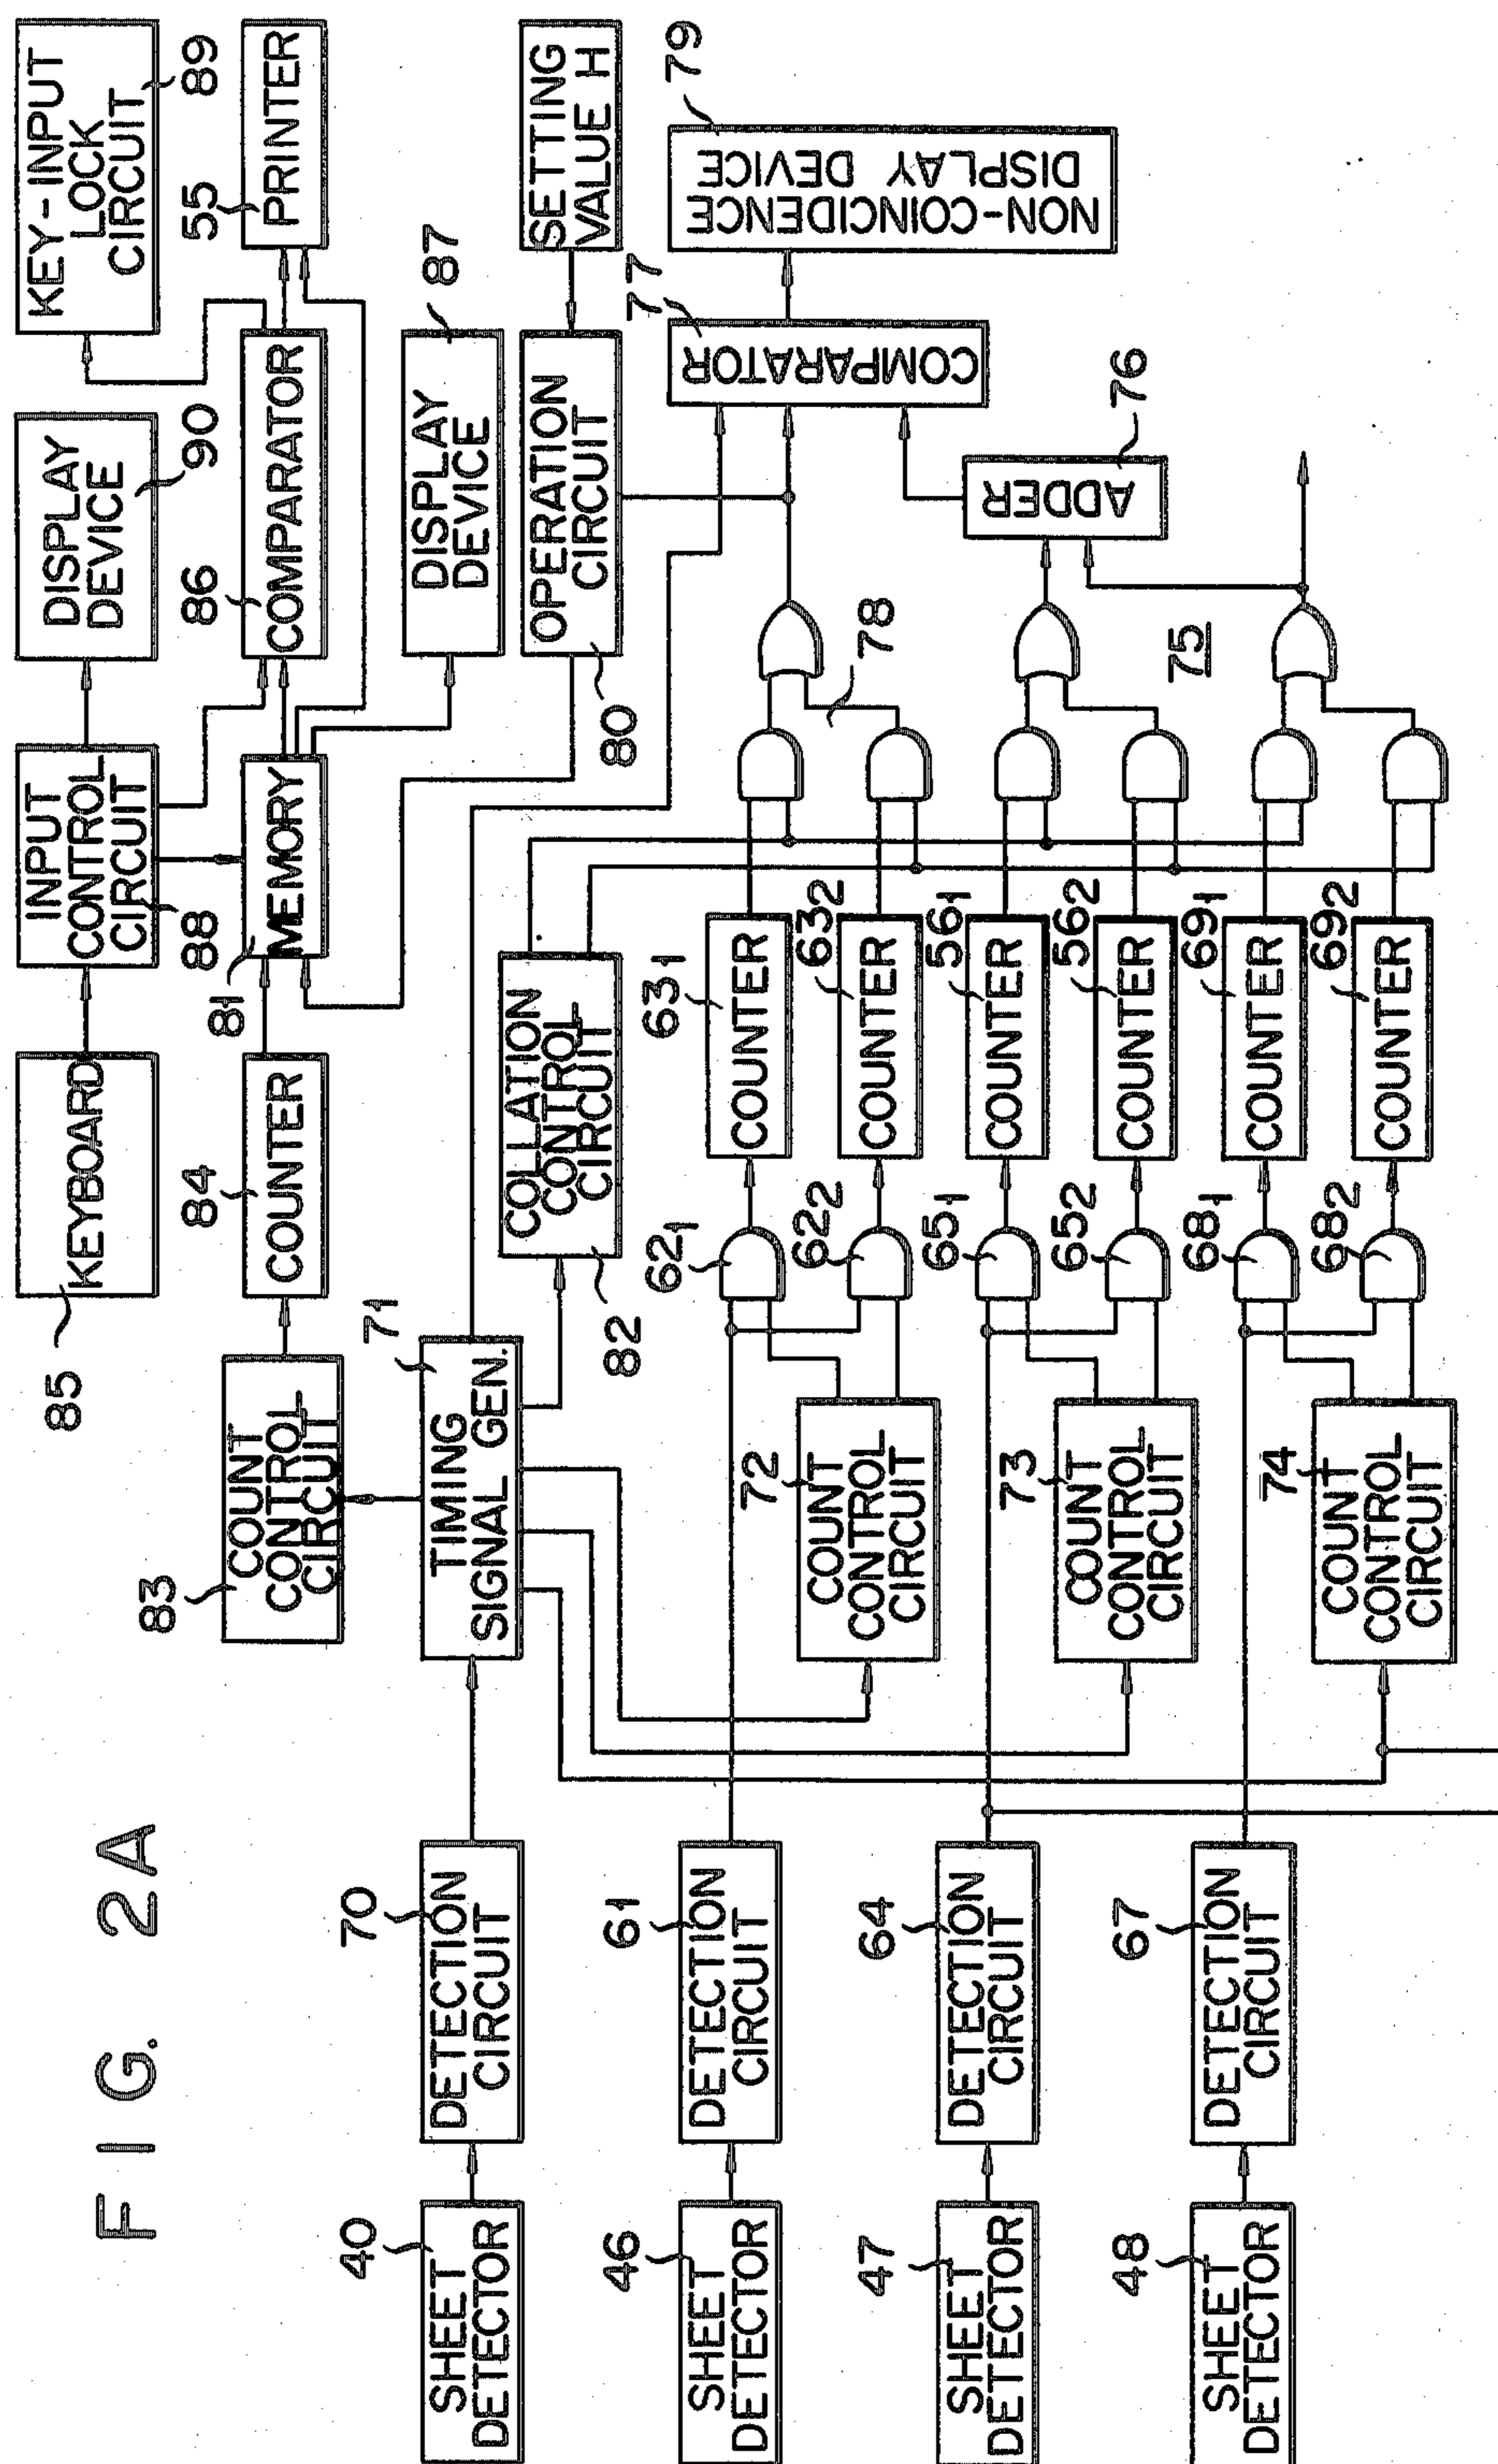 FIG. 2A
KEY-INPUT
LOCK
CIRCUIT
89
PRINTER
55
SETTING
VALUE H
NON-COINCIDENCE
DISPLAY DEVICE
79
DISPLAY
DEVICE
90
COMPARATOR
86
DISPLAY
DEVICE
87
OPERATION
CIRCUIT
80
COMPARATOR
77
ADDER
76
75
78
INPUT
CONTROL
CIRCUIT
88
MEMORY
81
KEYBOARD
85
COUNTER
84
COLLATION
CONTROL
CIRCUIT
82
COUNT
CONTROL
CIRCUIT
83
TIMING
SIGNAL GEN.
71
COUNTER
63₁
COUNTER
63₂
COUNTER
56₁
COUNTER
56₂
COUNTER
69₁
COUNTER
69₂
62₁
62₂
65₁
65₂
68₁
68₂
COUNT
CONTROL
CIRCUIT
72
COUNT
CONTROL
CIRCUIT
73
COUNT
CONTROL
CIRCUIT
74
DETECTION
CIRCUIT
70
DETECTION
CIRCUIT
61
DETECTION
CIRCUIT
64
DETECTION
CIRCUIT
67
SHEET
DETECTOR
40
SHEET
DETECTOR
46
SHEET
DETECTOR
47
SHEET
DETECTOR
48